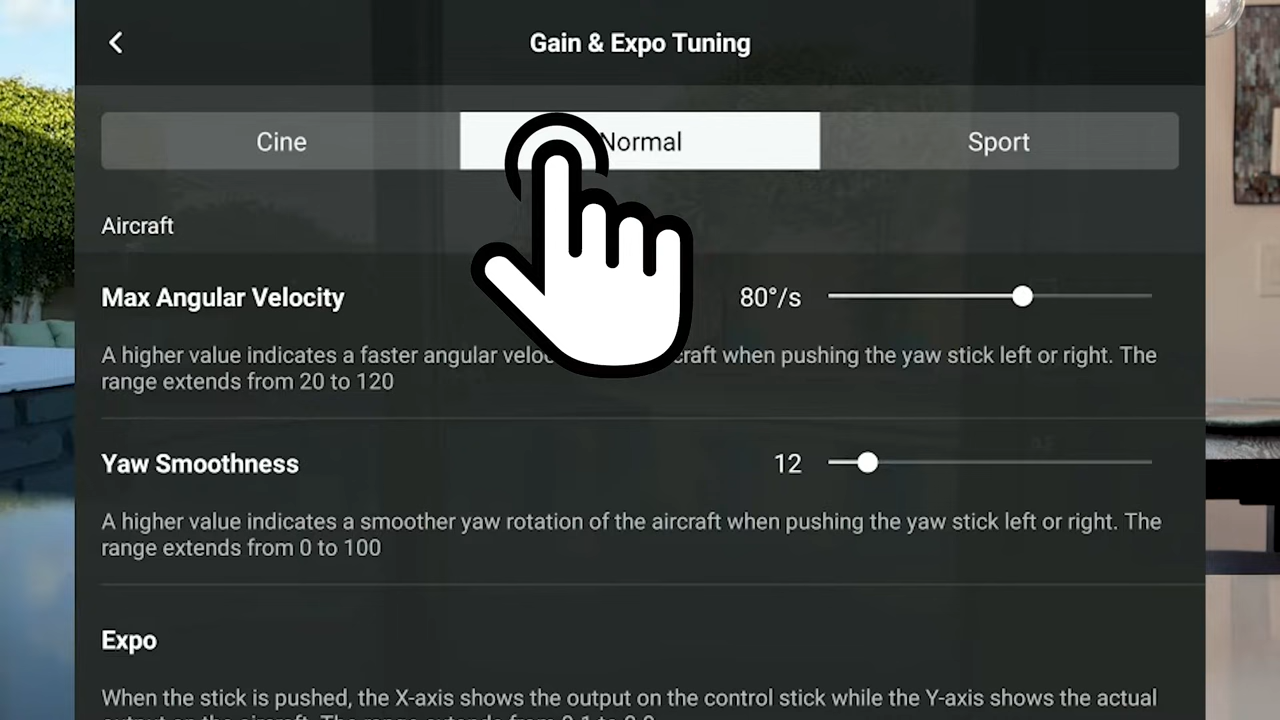 Gain & Expo Tuning
Cine
Normal
Sport
Aircraft
Max Angular Velocity
80°/s
A higher value indicates a faster angular craft when pushing the yaw stick left or right. The
range extends from 20 to 120
Yaw Smoothness
12
A higher value indicates a smoother yaw rotation of the aircraft when pushing the yaw stick left or right. The
range extends from 0 to 100
Expo
When the stick is pushed, the X-axis shows the output on the control stick while the Y-axis shows the actual